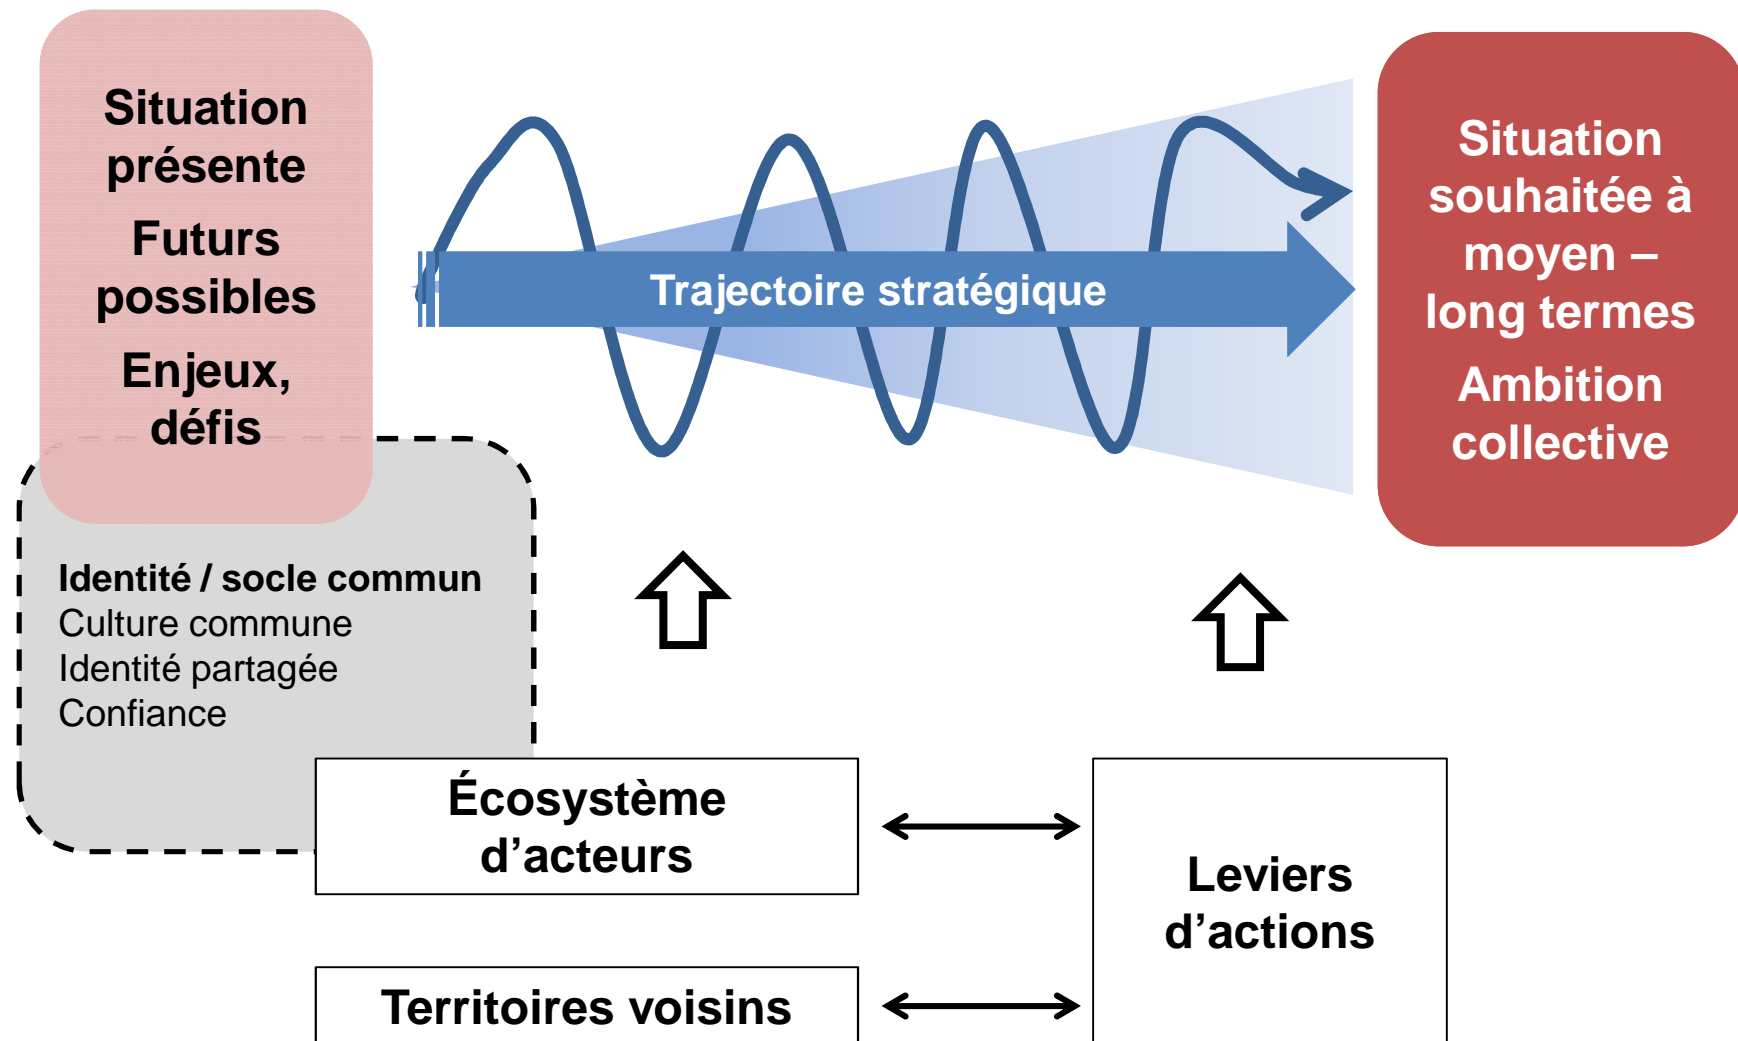 Situation
présente
Futurs
possibles
Enjeux,
défis
Trajectoire stratégique
Situation
souhaitée à
moyen –
long termes
Ambition
collective
Identité / socle commun
Culture commune
Identité partagée
Confiance
Écosystème
d’acteurs
Leviers
d’actions
Territoires voisins